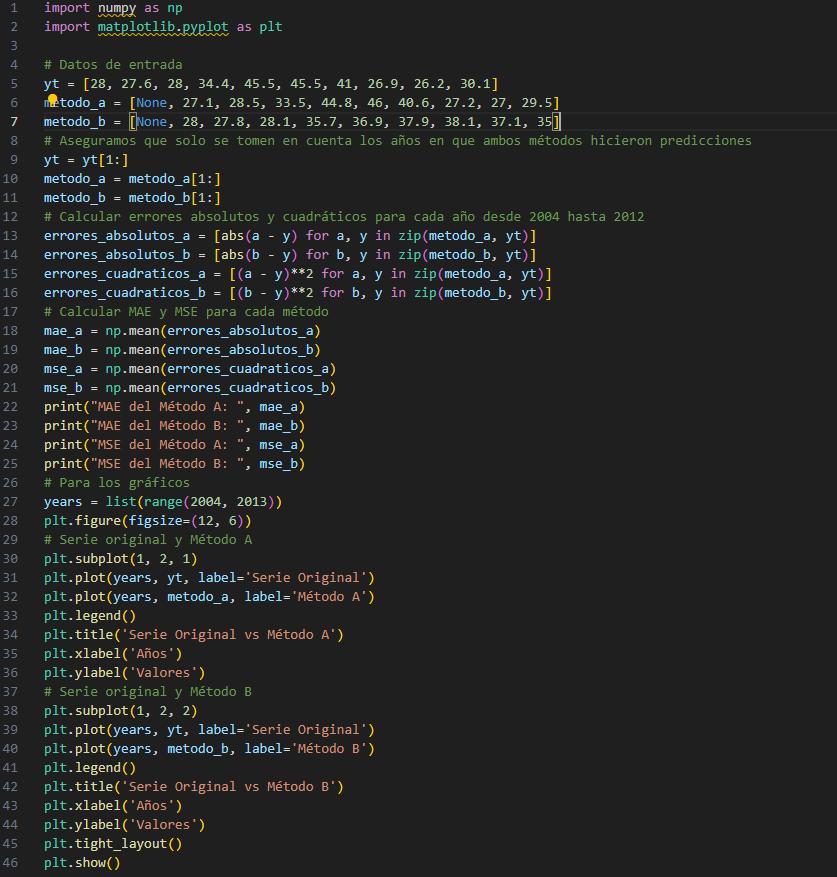 1 import numpy as np
2 import matplotlib.pyplot as plt
3
4 # Datos de entrada
5 yt = [28, 27.6, 28, 34.4, 45.5, 45.5, 41, 26.9, 26.2, 30.1]
6 metodo_a = [None, 27.1, 28.5, 33.5, 44.8, 46, 40.6, 27.2, 27, 29.5]
7 metodo_b = [None, 28, 27.8, 28.1, 35.7, 36.9, 37.9, 38.1, 37.1, 35]
8 # Aseguramos que solo se tomen en cuenta los años en que ambos métodos hicieron predicciones
9 yt = yt[1:]
10 metodo_a = metodo_a[1:]
11 metodo_b = metodo_b[1:]
12 # Calcular errores absolutos y cuadráticos para cada año desde 2004 hasta 2012
13 errores_absolutos_a = [abs(a - y) for a, y in zip(metodo_a, yt)]
14 errores_absolutos_b = [abs(b - y) for b, y in zip(metodo_b, yt)]
15 errores_cuadraticos_a = [(a - y)**2 for a, y in zip(metodo_a, yt)]
16 errores_cuadraticos_b = [(b - y)**2 for b, y in zip(metodo_b, yt)]
17 # Calcular MAE y MSE para cada método
18 mae_a = np.mean(errores_absolutos_a)
19 mae_b = np.mean(errores_absolutos_b)
20 mse_a = np.mean(errores_cuadraticos_a)
21 mse_b = np.mean(errores_cuadraticos_b)
22 print("MAE del Método A: ", mae_a)
23 print("MAE del Método B: ", mae_b)
24 print("MSE del Método A: ", mse_a)
25 print("MSE del Método B: ", mse_b)
26 # Para los gráficos
27 years = list(range(2004, 2013))
28 plt.figure(figsize=(12, 6))
29 # Serie original y Método A
30 plt.subplot(1, 2, 1)
31 plt.plot(years, yt, label='Serie Original')
32 plt.plot(years, metodo_a, label='Método A')
33 plt.legend()
34 plt.title('Serie Original vs Método A')
35 plt.xlabel('Años')
36 plt.ylabel('Valores')
37 # Serie original y Método B
38 plt.subplot(1, 2, 2)
39 plt.plot(years, yt, label='Serie Original')
40 plt.plot(years, metodo_b, label='Método B')
41 plt.legend()
42 plt.title('Serie Original vs Método B')
43 plt.xlabel('Años')
44 plt.ylabel('Valores')
45 plt.tight_layout()
46 plt.show()